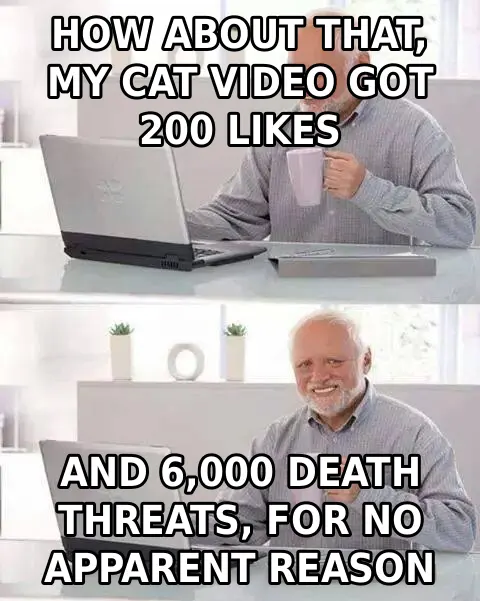 HOW ABOUT THAT,
MY CAT VIDEO GOT
200 LIKES
AND 6,000 DEATH
THREATS, FOR NO
APPARENT REASON